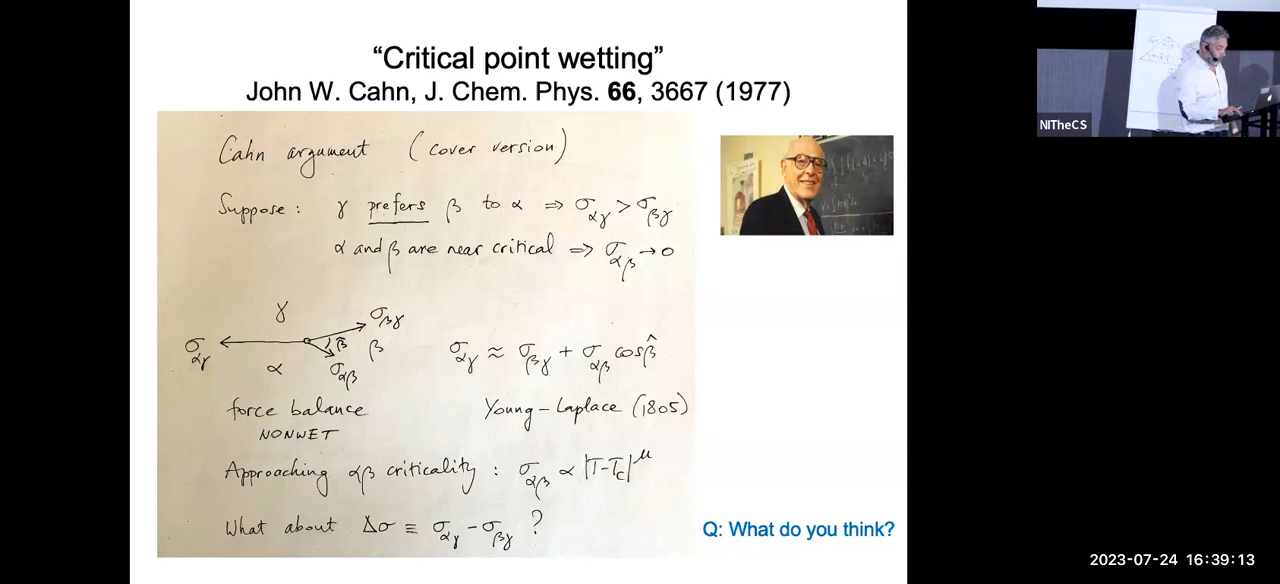 “Critical point wetting”
John W. Cahn, J. Chem. Phys. 66, 3667 (1977)
Cahn argument (cover version)
Suppose : γ prefers β to α ⇒ σ_αγ > σ_βγ
α and β are near critical ⇒ σ_αβ → 0
γ
σ_βγ
σ_αγ
β̂
β
α
σ_αβ
σ_αγ ≈ σ_βγ + σ_αβ cos β̂
force balance
NONWET
Young-Laplace (1805)
Approaching αβ criticality : σ_αβ ∝ |T-T_c|^μ
What about Δσ ≡ σ_αγ - σ_βγ ?
Q: What do you think?
NITheCS
2023-07-24 16:39:13